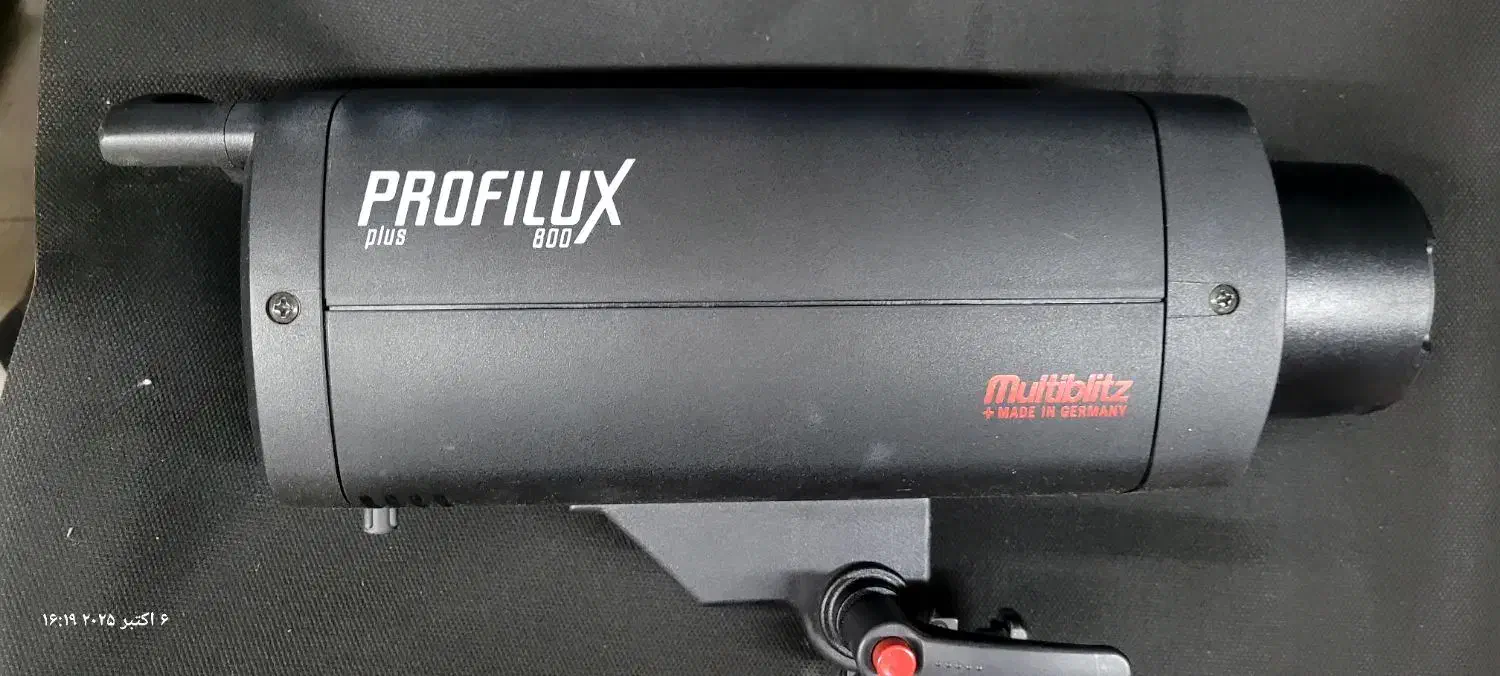 PROFILUX
plus 800
Multiblitz
+ MADE IN GERMANY
۶ اکتبر ۲۰۲۵ ۱۶:۱۹